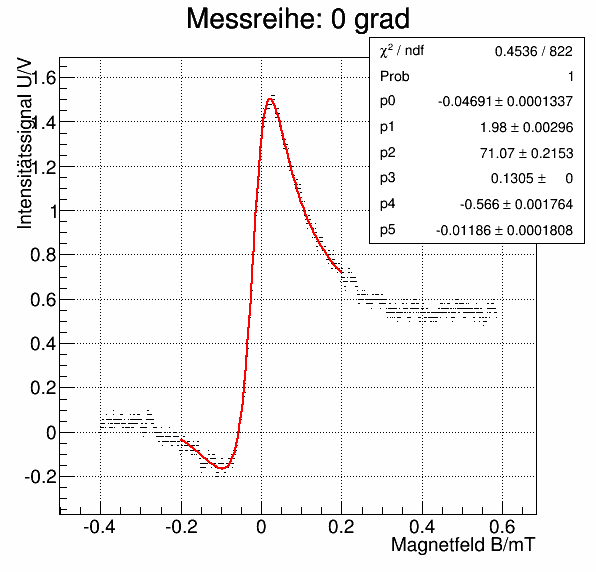 Messreihe: 0 grad
χ² / ndf 0.4536 / 822
Prob 1
p0 -0.04691 ± 0.0001337
p1 1.98 ± 0.00296
p2 71.07 ± 0.2153
p3 0.1305 ± 0
p4 -0.566 ± 0.001764
p5 -0.01186 ± 0.0001808
Intensitätssignal U/V
1.6
1.4
1.2
1
0.8
0.6
0.4
0.2
0
-0.2
-0.4 -0.2 0 0.2 0.4 0.6
Magnetfeld B/mT